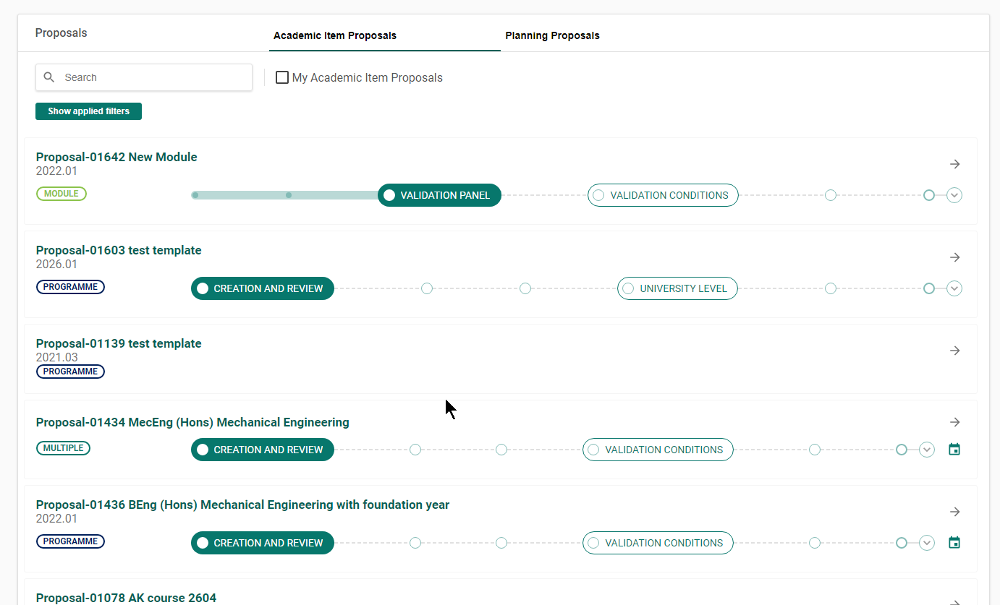 Proposals
Academic Item Proposals
Planning Proposals
Search
My Academic Item Proposals
Show applied filters
Proposal-01642 New Module
2022.01
MODULE
VALIDATION PANEL
VALIDATION CONDITIONS
Proposal-01603 test template
2026.01
PROGRAMME
CREATION AND REVIEW
UNIVERSITY LEVEL
Proposal-01139 test template
2021.03
PROGRAMME
Proposal-01434 MecEng (Hons) Mechanical Engineering
MULTIPLE
CREATION AND REVIEW
VALIDATION CONDITIONS
Proposal-01436 BEng (Hons) Mechanical Engineering with foundation year
2022.01
PROGRAMME
CREATION AND REVIEW
VALIDATION CONDITIONS
Proposal-01078 AK course 2604